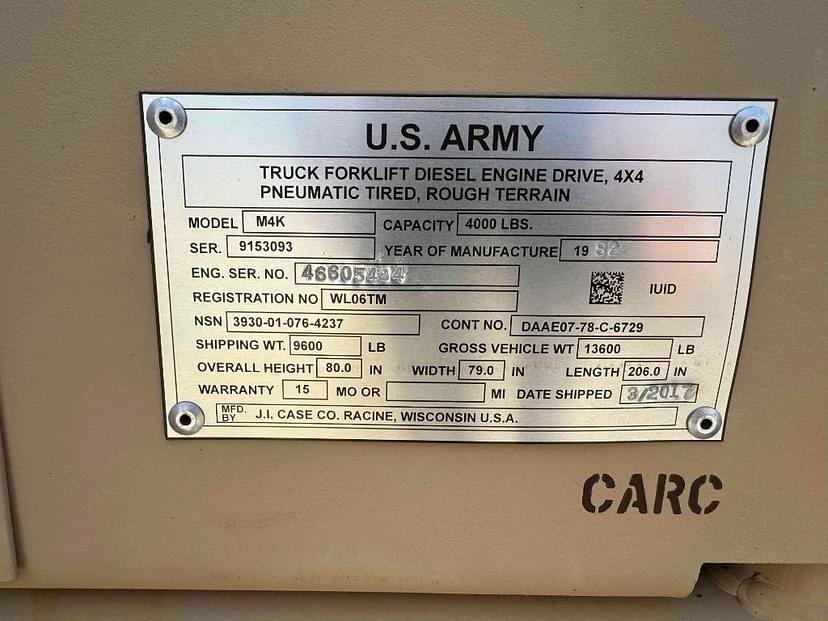 U.S. ARMY
TRUCK FORKLIFT DIESEL ENGINE DRIVE, 4X4
PNEUMATIC TIRED, ROUGH TERRAIN
MODEL M4K CAPACITY 4000 LBS.
SER. 9153093 YEAR OF MANUFACTURE 19 82
ENG. SER. NO.
REGISTRATION NO WL06TM IUID
NSN 3930-01-076-4237 CONT NO. DAAE07-78-C-6729
SHIPPING WT. 9600 LB GROSS VEHICLE WT 13600 LB
OVERALL HEIGHT 80.0 IN WIDTH 79.0 IN LENGTH 206.0 IN
WARRANTY 15 MO OR MI DATE SHIPPED 3/2017
MFD. BY J.I. CASE CO. RACINE, WISCONSIN U.S.A.
CARC